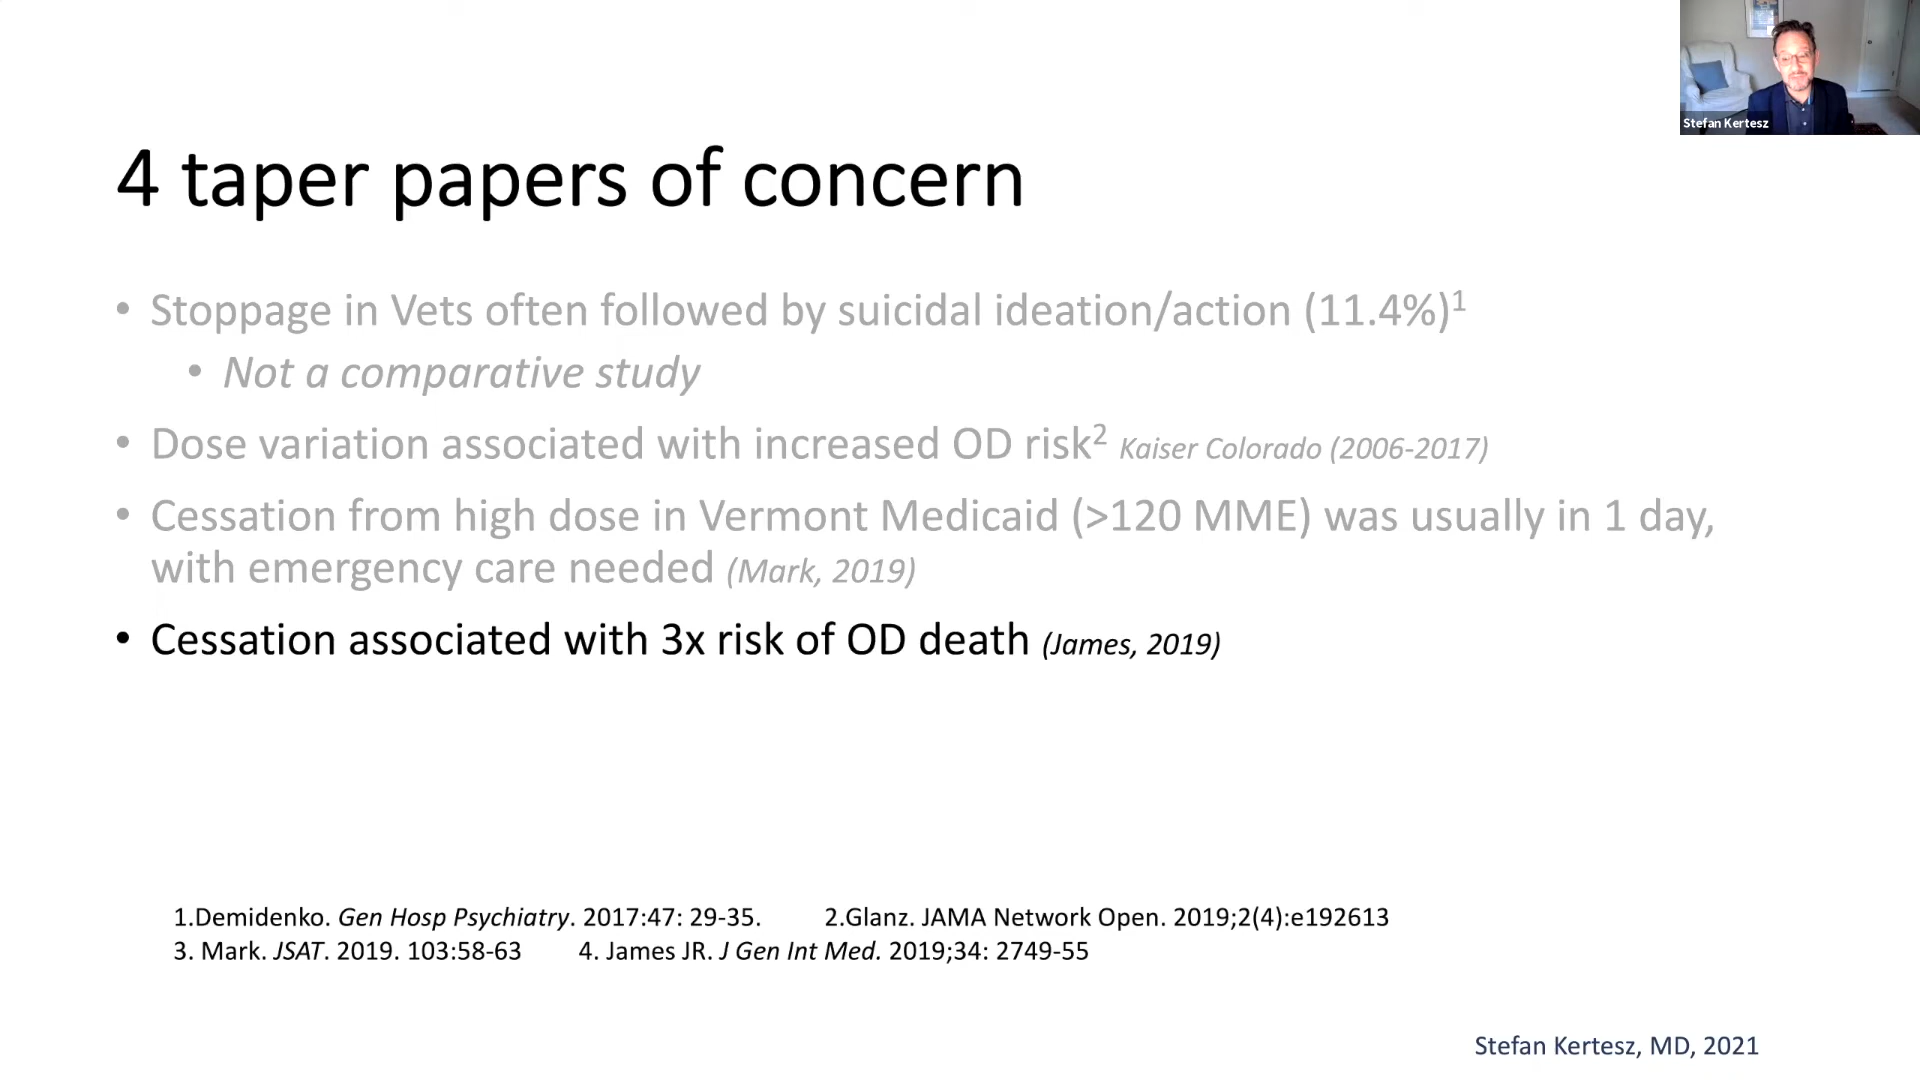 Stefan Kertesz
4 taper papers of concern
• Stoppage in Vets often followed by suicidal ideation/action (11.4%)¹
• Not a comparative study
• Dose variation associated with increased OD risk² Kaiser Colorado (2006-2017)
• Cessation from high dose in Vermont Medicaid (>120 MME) was usually in 1 day,
with emergency care needed (Mark, 2019)
• Cessation associated with 3x risk of OD death (James, 2019)
1.Demidenko. Gen Hosp Psychiatry. 2017:47: 29-35. 2.Glanz. JAMA Network Open. 2019;2(4):e192613
3. Mark. JSAT. 2019. 103:58-63 4. James JR. J Gen Int Med. 2019;34: 2749-55
Stefan Kertesz, MD, 2021